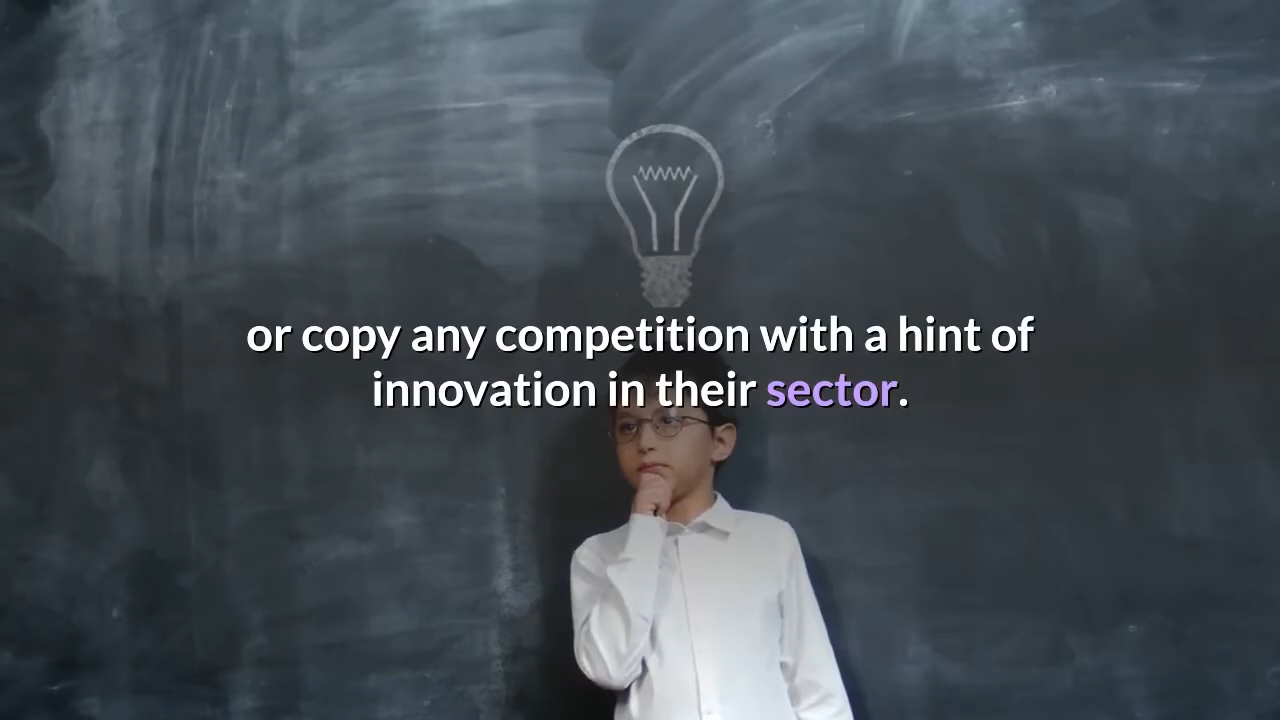 or copy any competition with a hint of
innovation in their sector.